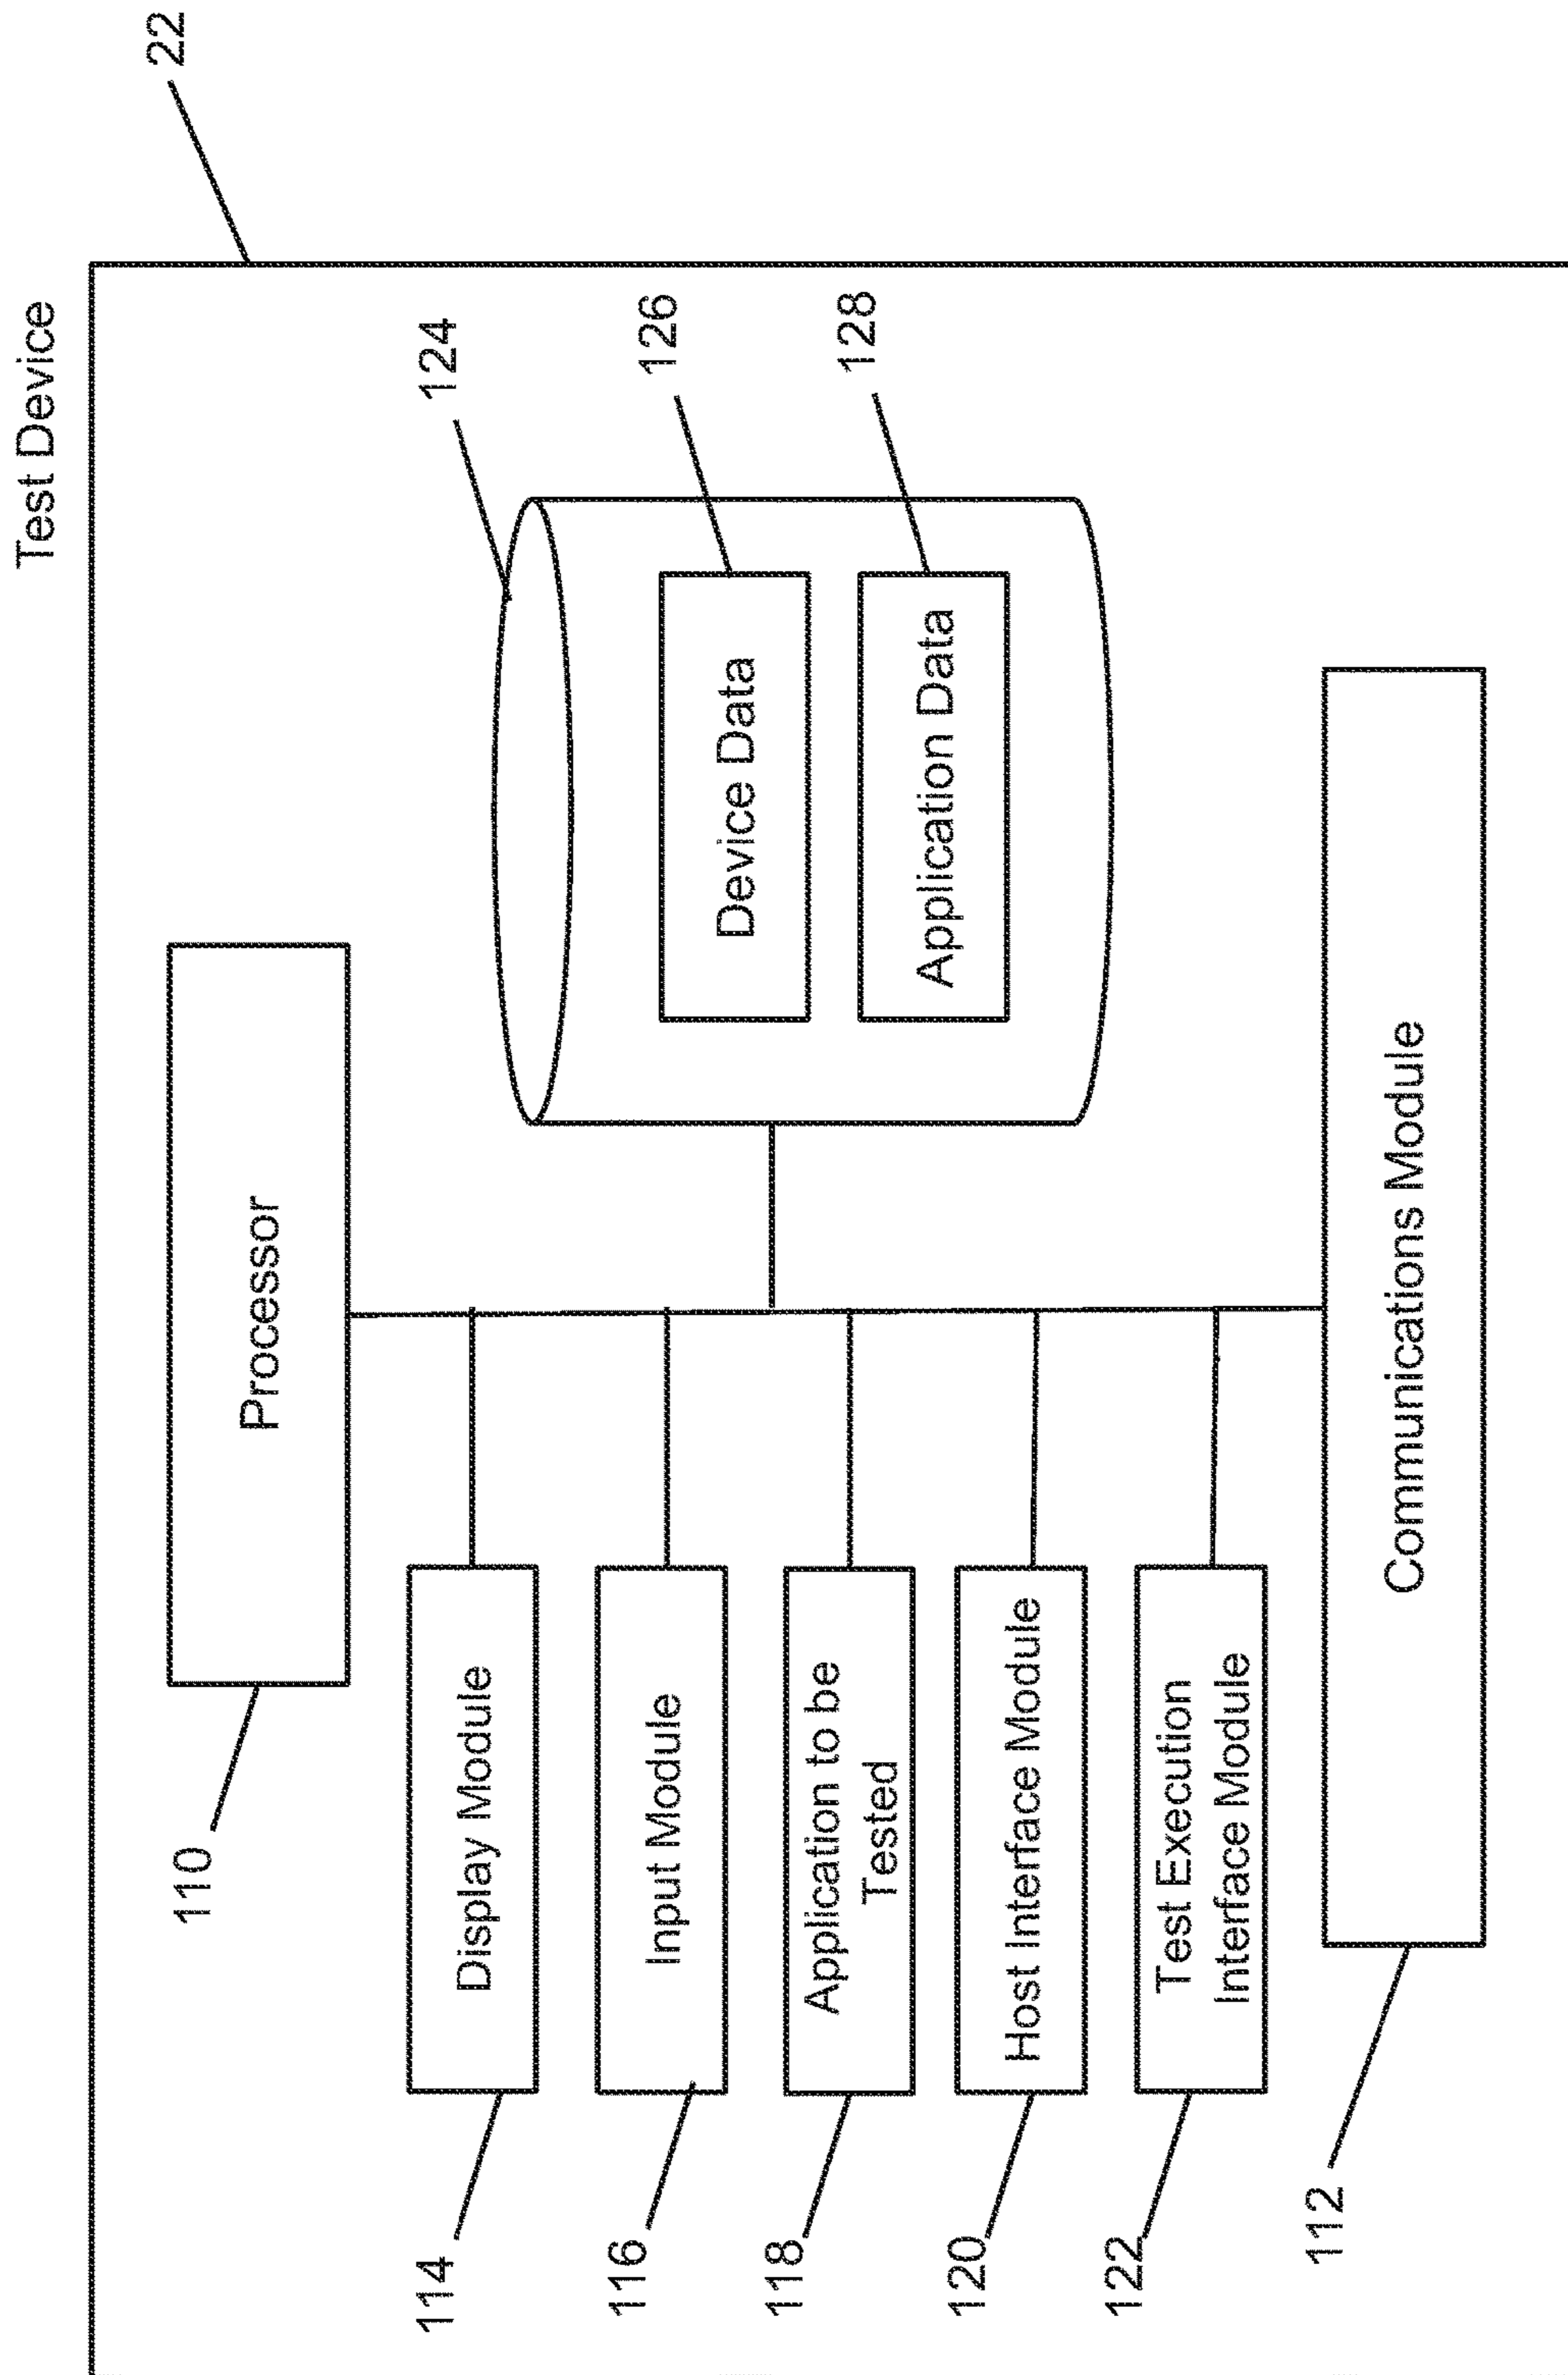 Test Device
22
Processor
110
124
Display Module
114
126
Device Data
Input Module
116
128
Application Data
Application to be
Tested
118
Host Interface Module
120
Test Execution
Interface Module
122
Communications Module
112